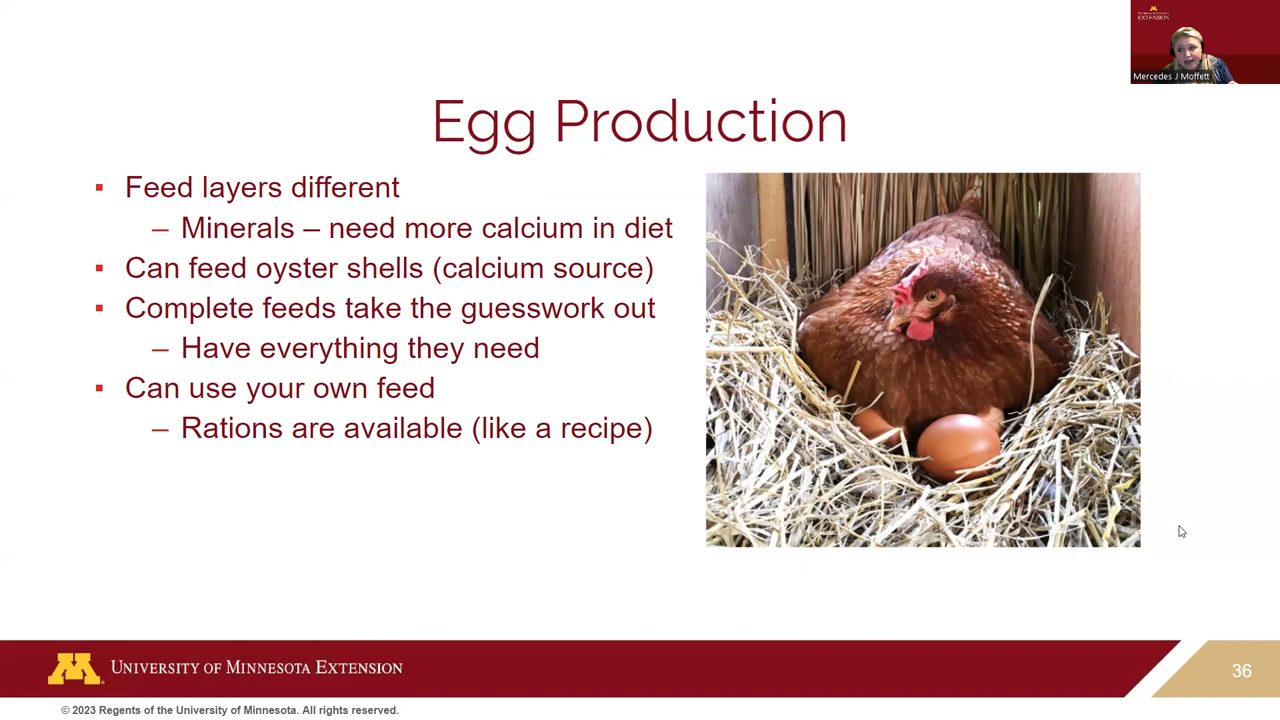 EXTENSION
Mercedes J Moffett
Egg Production
▪ Feed layers different
– Minerals – need more calcium in diet
▪ Can feed oyster shells (calcium source)
▪ Complete feeds take the guesswork out
– Have everything they need
▪ Can use your own feed
– Rations are available (like a recipe)
M UNIVERSITY OF MINNESOTA EXTENSION
36
© 2023 Regents of the University of Minnesota. All rights reserved.